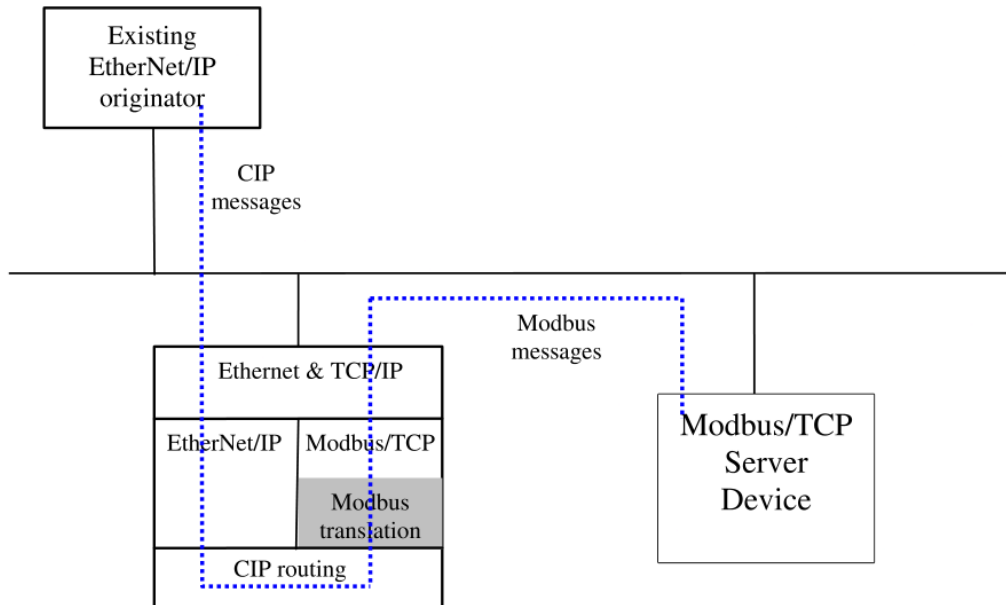 Existing
EtherNet/IP
originator
CIP
messages
Modbus
messages
Ethernet & TCP/IP
EtherNet/IP
Modbus/TCP
Modbus
translation
CIP routing
Modbus/TCP
Server
Device